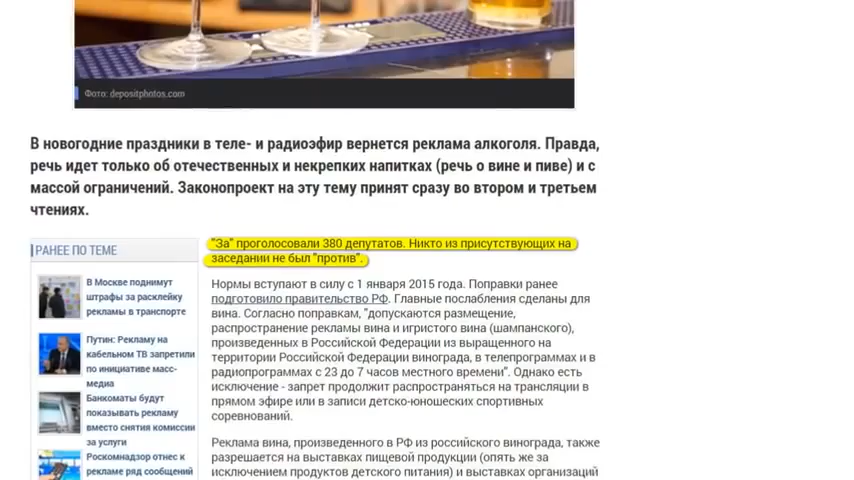 Фото: depositphotos.com
В новогодние праздники в теле- и радиоэфир вернется реклама алкоголя. Правда,
речь идет только об отечественных и некрепких напитках (речь о вине и пиве) и с
массой ограничений. Законопроект на эту тему принят сразу во втором и третьем
чтениях.
РАНЕЕ ПО ТЕМЕ
В Москве поднимут
штрафы за расклейку
рекламы в транспорте
Путин: Рекламу на
кабельном ТВ запретили
по инициативе масс-
медиа
Банкоматы будут
показывать рекламу
вместо снятия комиссии
за услуги
Роскомнадзор отнес к
рекламе ряд сообщений
"За" проголосовали 380 депутатов. Никто из присутствующих на
заседании не был "против".
Нормы вступают в силу с 1 января 2015 года. Поправки ранее
подготовило правительство РФ. Главные послабления сделаны для
вина. Согласно поправкам, "допускаются размещение,
распространение рекламы вина и игристого вина (шампанского),
произведенных в Российской Федерации из выращенного на
территории Российской Федерации винограда, в телепрограммах и в
радиопрограммах с 23 до 7 часов местного времени". Однако есть
исключение - запрет продолжит распространяться на трансляции в
прямом эфире или в записи детско-юношеских спортивных
соревнований.
Реклама вина, произведенного в РФ из российского винограда, также
разрешается на выставках пищевой продукции (опять же за
исключением продуктов детского питания) и выставках организаций